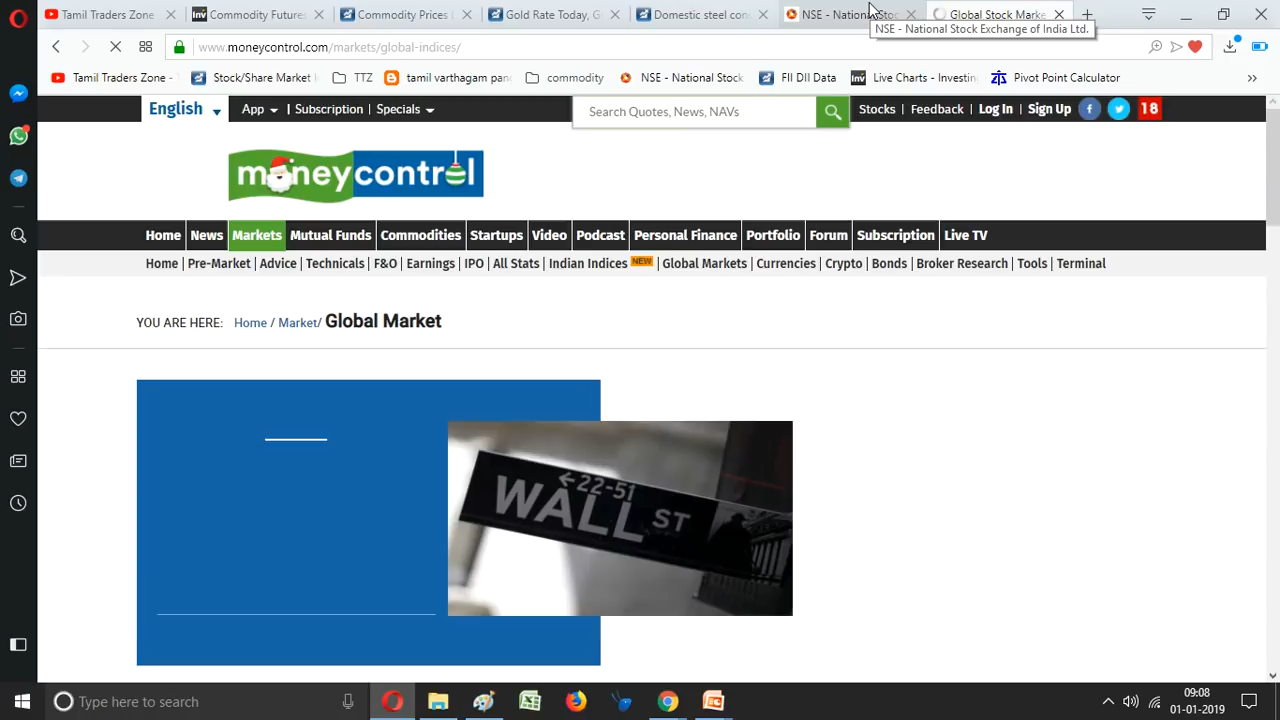 Tamil Traders Zone - Commodity Futures Commodity Prices Gold Rate Today, G Domestic steel con NSE - National Stoc Global Stock Marke
NSE - National Stock Exchange of India Ltd.
www.moneycontrol.com/markets/global-indices/
Tamil Traders Zone - Stock/Share Market I TTZ tamil varthagam pan commodity NSE - National Stock FII DII Data Live Charts - Investin Pivot Point Calculator
English App Subscription Specials Search Quotes, News, NAVs Stocks Feedback Log In Sign Up 18
moneycontrol
Home News Markets Mutual Funds Commodities Startups Video Podcast Personal Finance Portfolio Forum Subscription Live TV
Home Pre-Market Advice Technicals F&O Earnings IPO All Stats Indian Indices NEW Global Markets Currencies Crypto Bonds Broker Research Tools Terminal
YOU ARE HERE: Home / Market/ Global Market
←22-51
WALL ST
Type here to search
09:08
01-01-2019